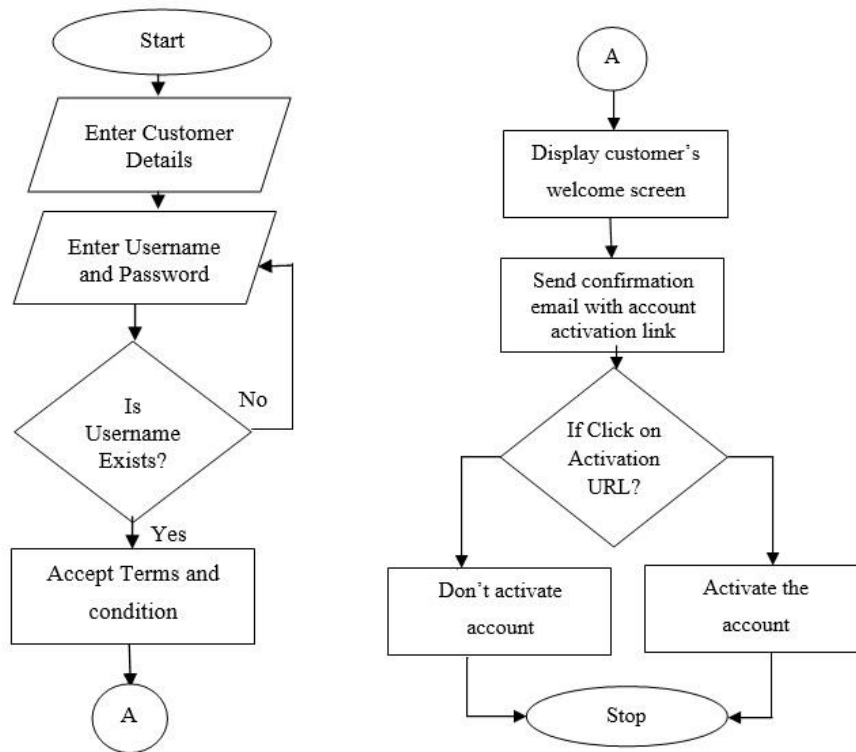 Start
Enter Customer
Details
Enter Username
and Password
Is
Username
Exists?
No
Yes
Accept Terms and
condition
A
A
Display customer’s
welcome screen
Send confirmation
email with account
activation link
If Click on
Activation
URL?
Don’t activate
account
Activate the
account
Stop